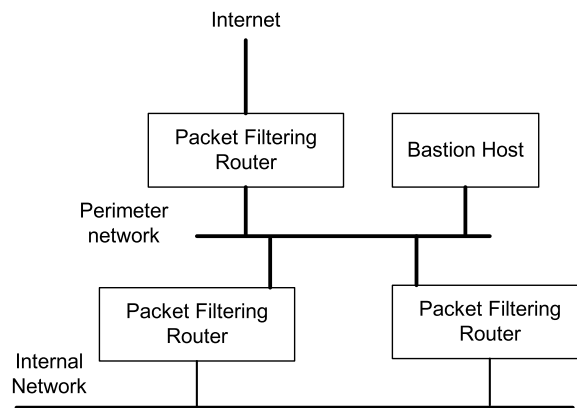 Internet
Packet Filtering
Router
Bastion Host
Perimeter
network
Packet Filtering
Router
Packet Filtering
Router
Internal
Network